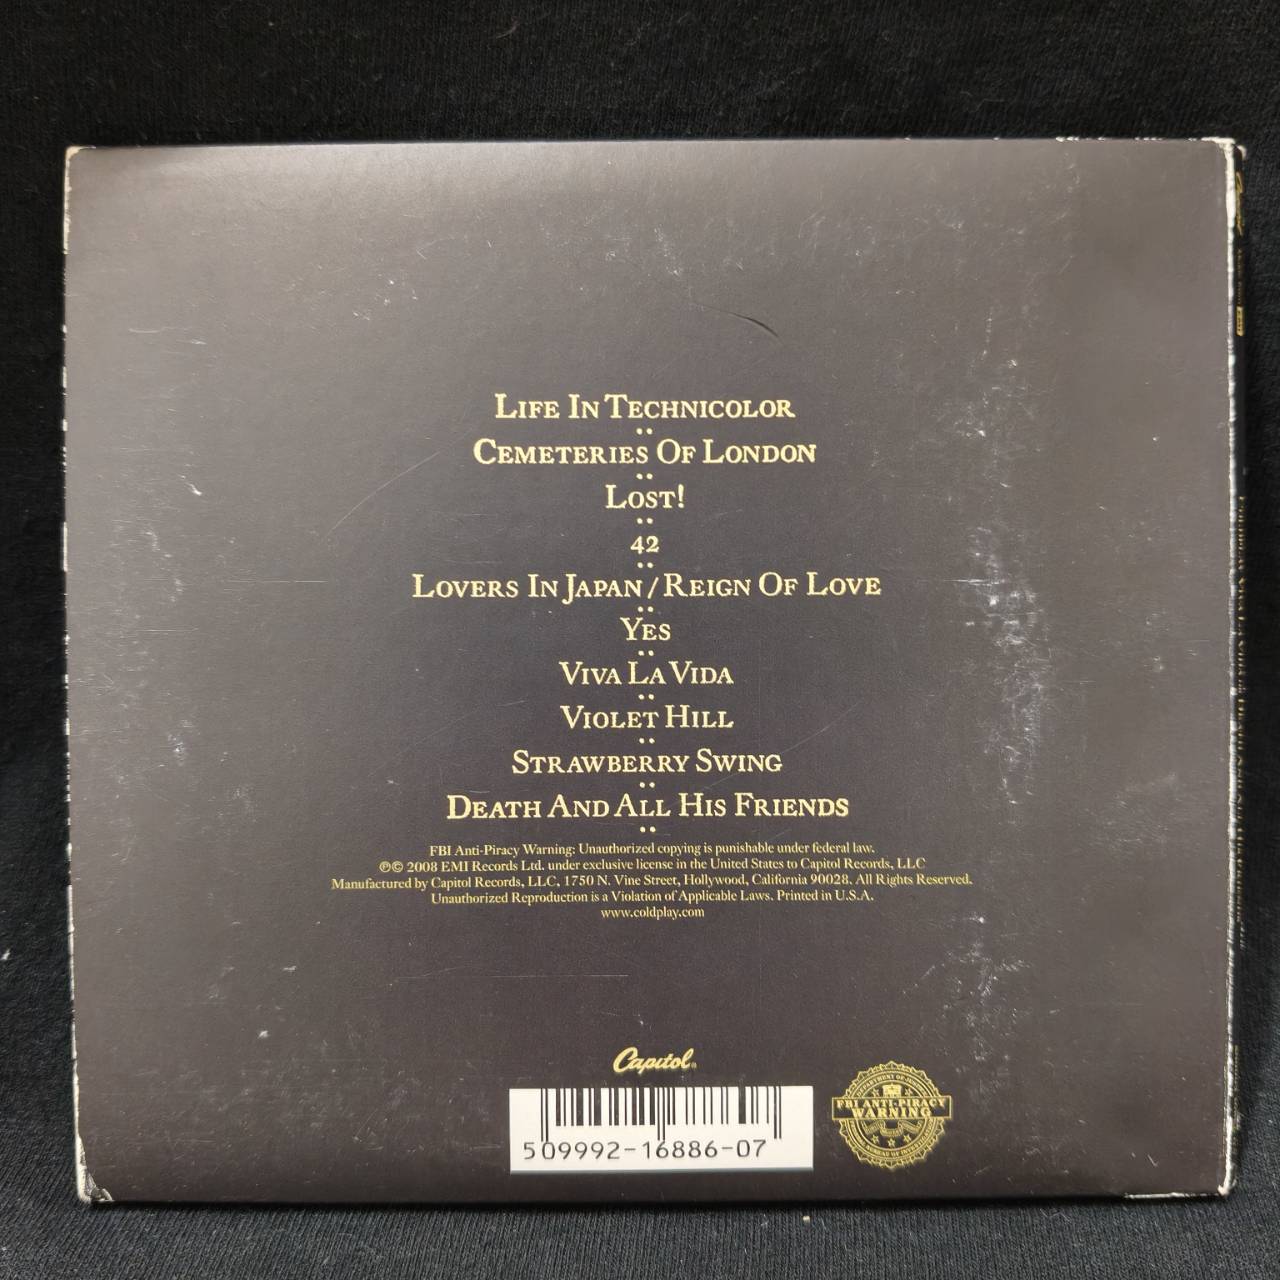 LIFE IN TECHNICOLOR
CEMETERIES OF LONDON
LOST!
42
LOVERS IN JAPAN / REIGN OF LOVE
YES
VIVA LA VIDA
VIOLET HILL
STRAWBERRY SWING
DEATH AND ALL HIS FRIENDS
FBI Anti-Piracy Warning: Unauthorized copying is punishable under federal law.
℗© 2008 EMI Records Ltd. under exclusive license in the United States to Capitol Records, LLC
Manufactured by Capitol Records, LLC, 1750 N. Vine Street, Hollywood, California 90028. All Rights Reserved.
Unauthorized Reproduction is a Violation of Applicable Laws. Printed in U.S.A.
www.coldplay.com
Capitol
509992-16886-07
DEPARTMENT OF JUSTICE
FBI ANTI-PIRACY
WARNING